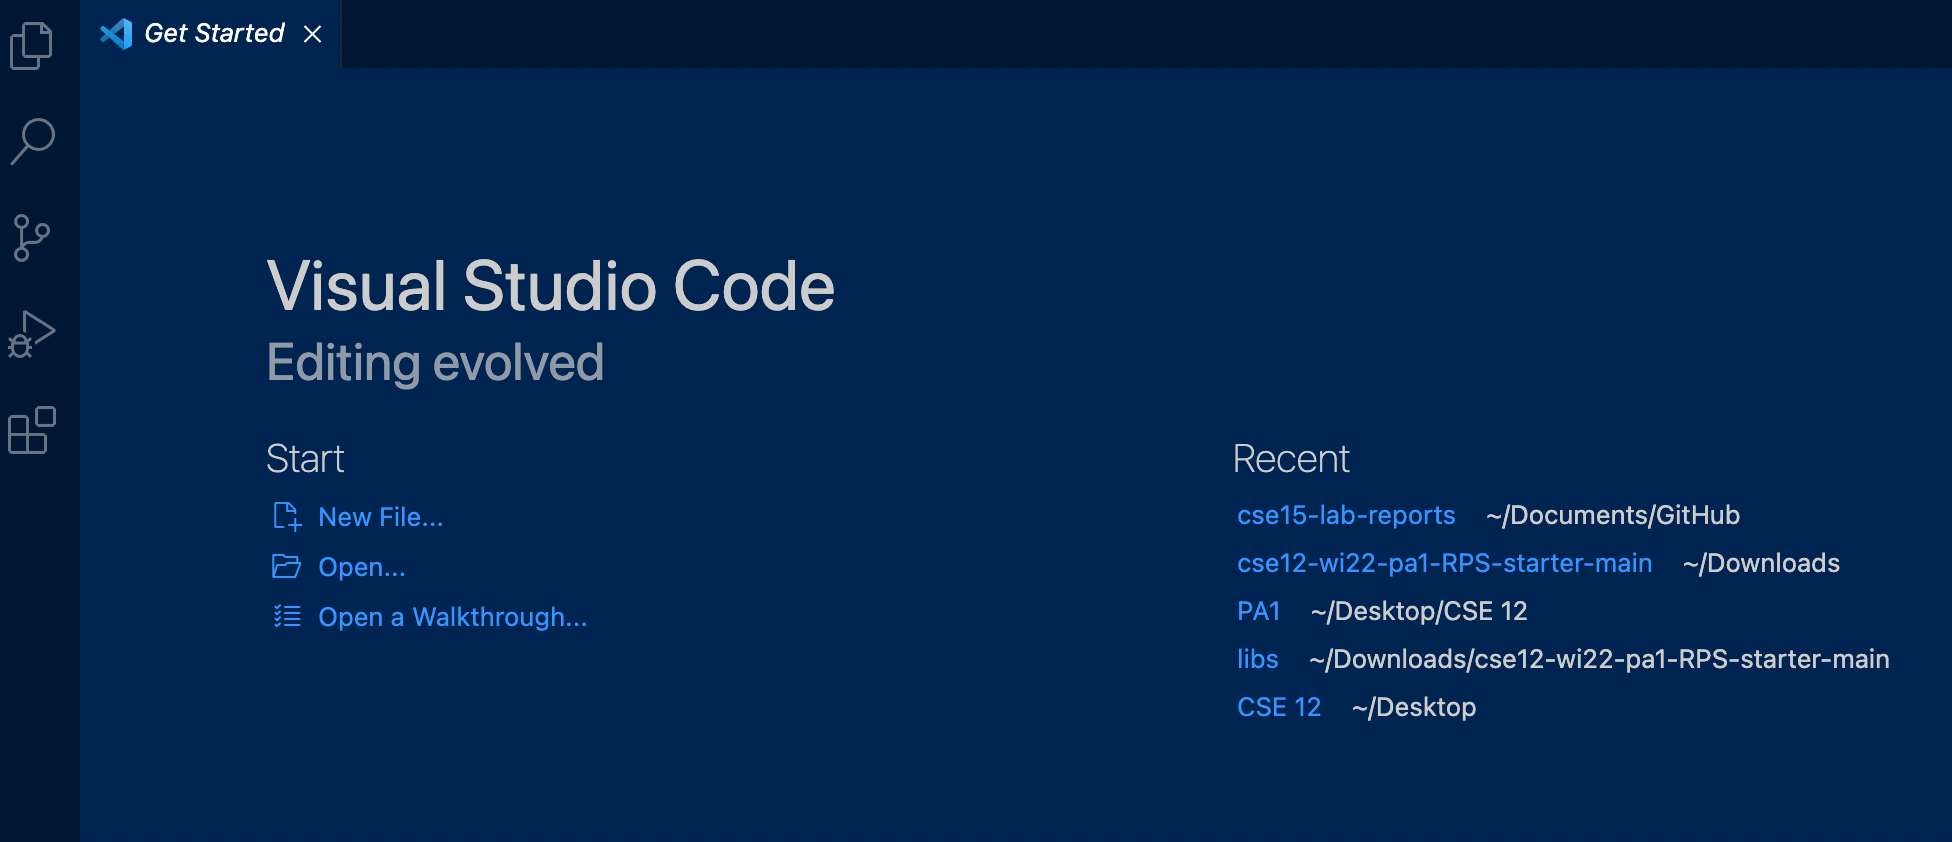 Get Started
Visual Studio Code
Editing evolved
Start
New File...
Open...
Open a Walkthrough...
Recent
cse15-lab-reports ~/Documents/GitHub
cse12-wi22-pa1-RPS-starter-main ~/Downloads
PA1 ~/Desktop/CSE 12
libs ~/Downloads/cse12-wi22-pa1-RPS-starter-main
CSE 12 ~/Desktop